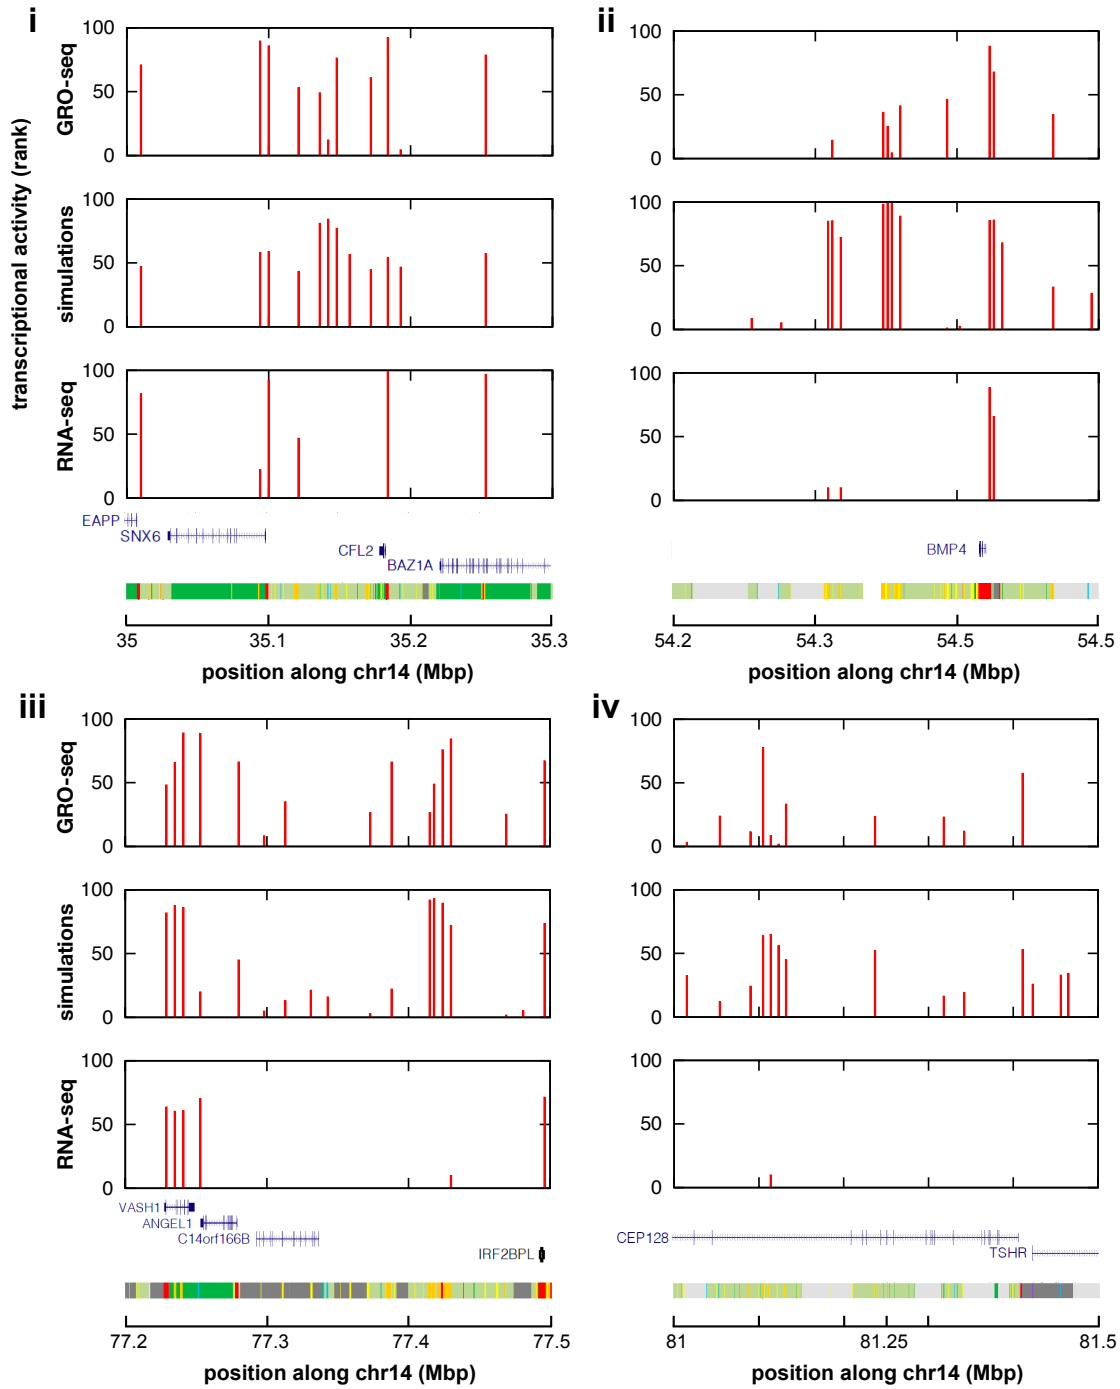 i
transcriptional activity (rank)
GRO-seq
100
50
0
simulations
100
50
0
RNA-seq
100
50
0
EAPP
SNX6
CFL2
BAZ1A
35 35.1 35.2 35.3
position along chr14 (Mbp)
ii
100
50
0
100
50
0
100
50
0
BMP4
54.2 54.3 54.5 54.5
position along chr14 (Mbp)
iii
GRO-seq
100
50
0
simulations
100
50
0
RNA-seq
100
50
0
VASH1
ANGEL1
C14orf166B
IRF2BPL
77.2 77.3 77.4 77.5
position along chr14 (Mbp)
iv
100
50
0
100
50
0
100
50
0
CEP128
TSHR
81 81.25 81.5
position along chr14 (Mbp)